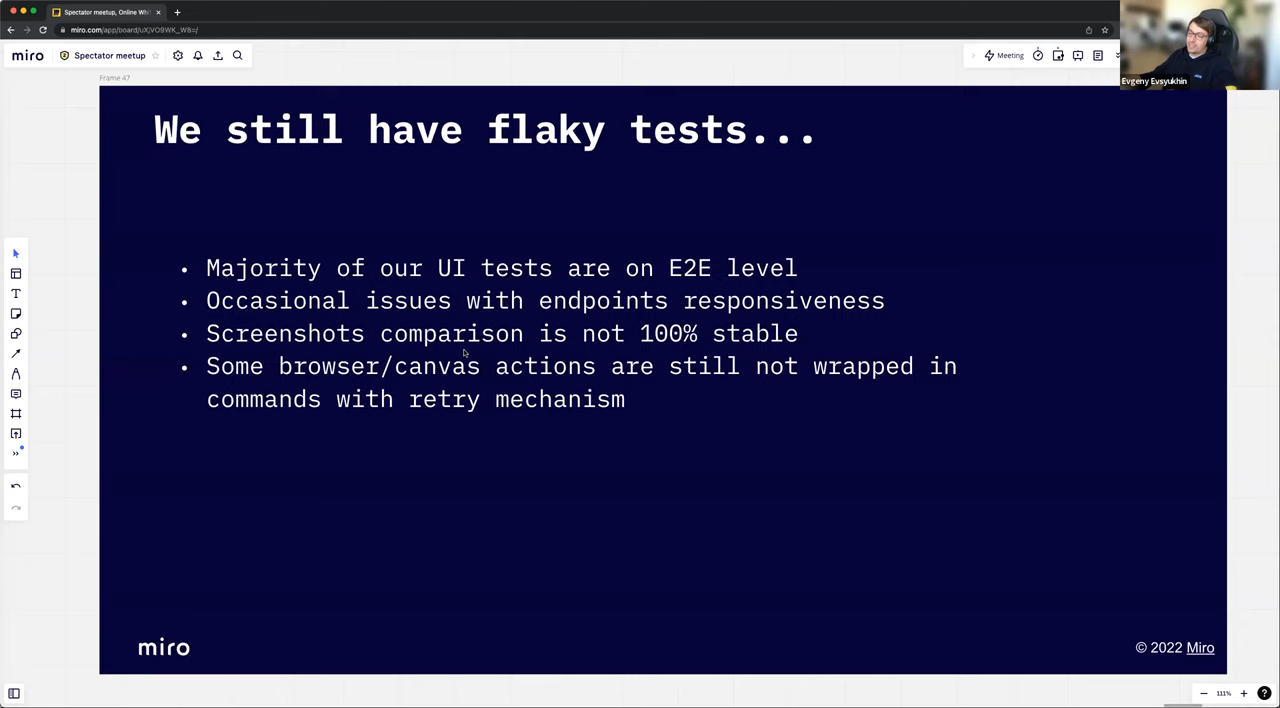 Spectator meetup, Online Whi
miro.com/app/board/uXjVO9WK_W8=/
miro
Spectator meetup
Meeting
Evgeny Evsyukhin
Frame 47
We still have flaky tests...
• Majority of our UI tests are on E2E level
• Occasional issues with endpoints responsiveness
• Screenshots comparison is not 100% stable
• Some browser/canvas actions are still not wrapped in
commands with retry mechanism
miro
© 2022 Miro
111%